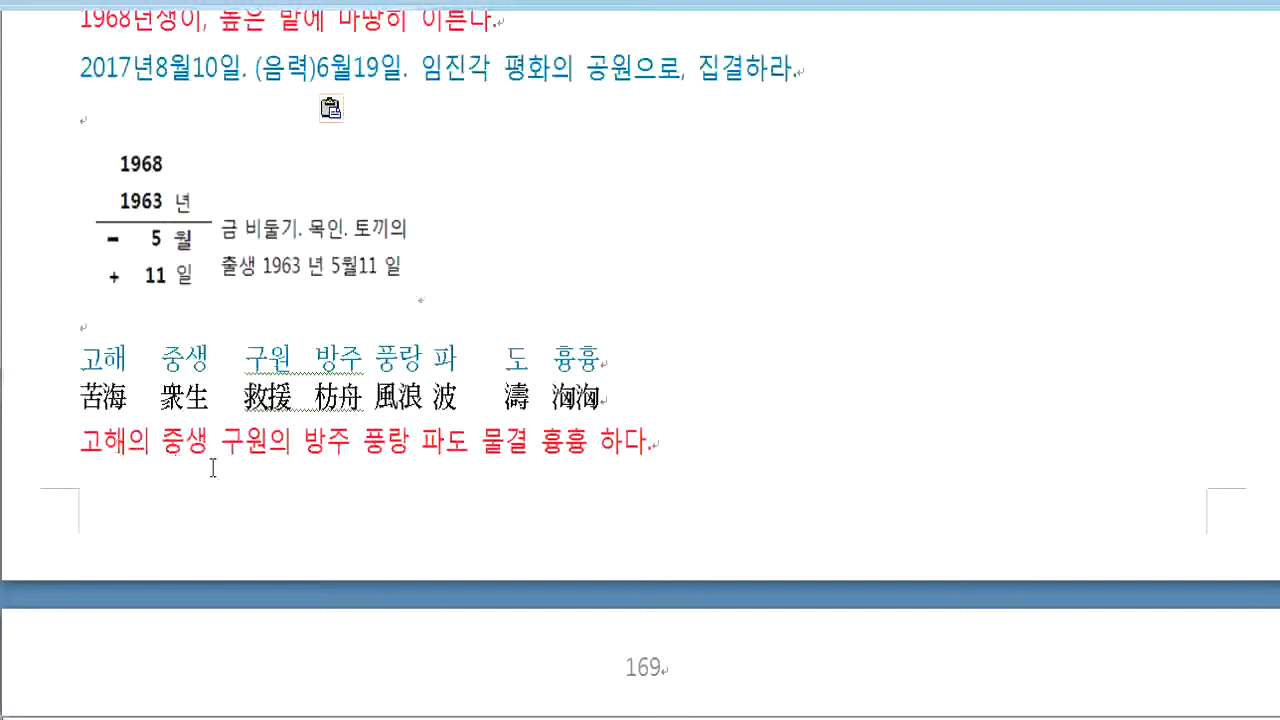 1968년생이, 높은 밭에 마땅히 이른다.
2017년8월10일. (음력)6월19일. 임진각 평화의 공원으로, 집결하라.
1968
1963 년
- 5 월
+ 11 일
금 비둘기. 목인. 토끼의
출생 1963 년 5월11 일
고해 중생 구원 방주 풍랑 파 도 흉흉
苦海 衆生 救援 枋舟 風浪 波 濤 洶洶
고해의 중생 구원의 방주 풍랑 파도 물결 흉흉 하다.
169